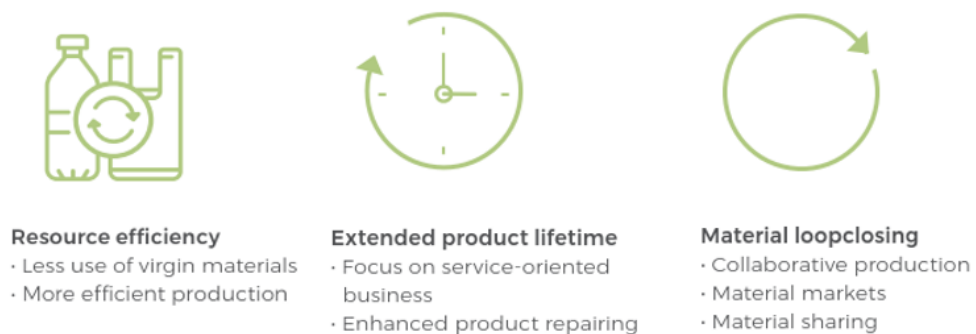 Resource efficiency
· Less use of virgin materials
· More efficient production
Extended product lifetime
· Focus on service-oriented
business
· Enhanced product repairing
Material loopclosing
· Collaborative production
· Material markets
· Material sharing